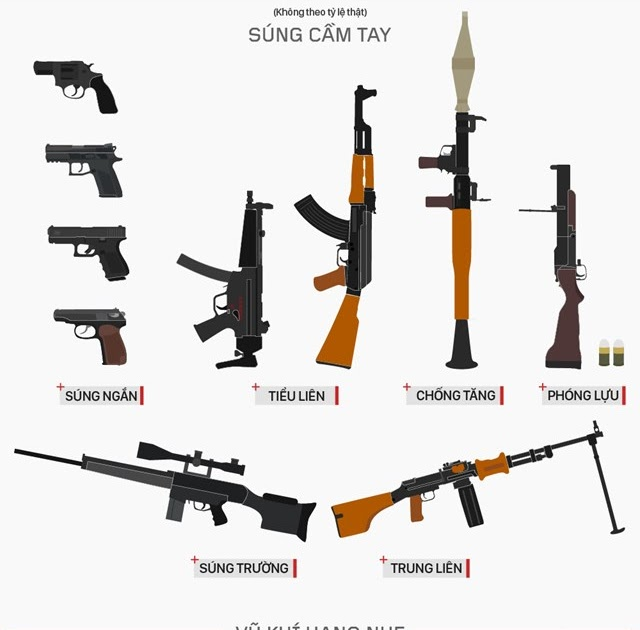 (Không theo tỷ lệ thật)
SÚNG CẦM TAY
SÚNG NGẮN
TIỂU LIÊN
CHỐNG TĂNG
PHÓNG LỰU
SÚNG TRƯỜNG
TRUNG LIÊN